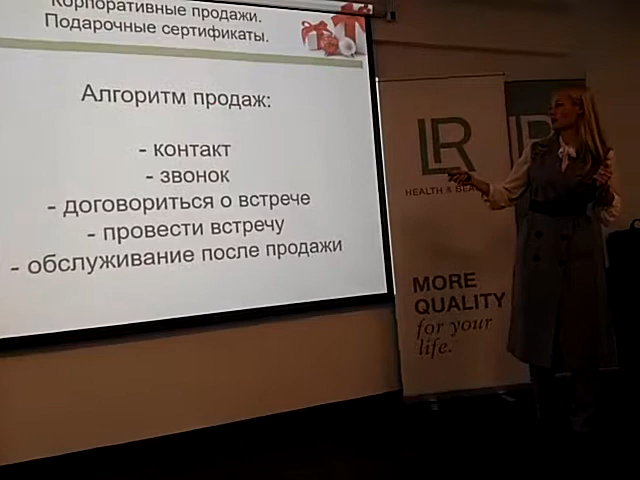 Корпоративные продажи.
Подарочные сертификаты.
Алгоритм продаж:
- контакт
- звонок
- договориться о встрече
- провести встречу
- обслуживание после продажи
LR
HEALTH & BEA
MORE
QUALITY
for your
life.